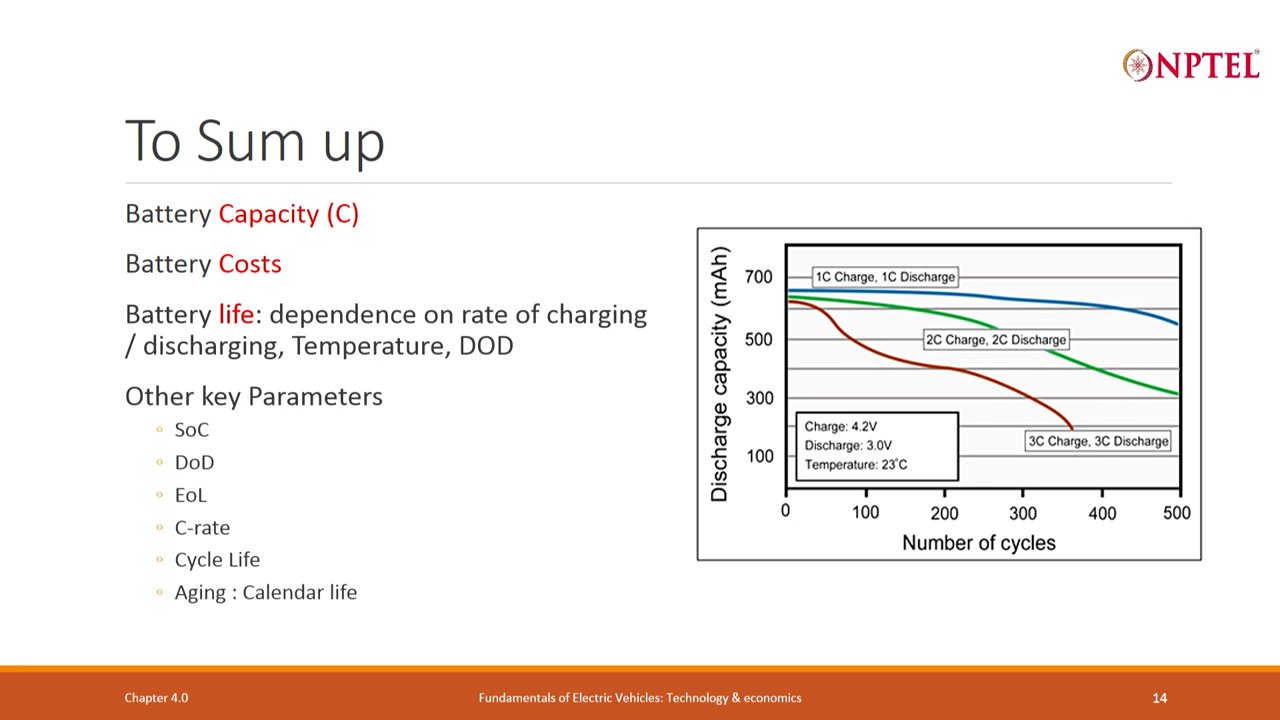 NPTEL
To Sum up
Battery Capacity (C)
Battery Costs
Battery life: dependence on rate of charging
/ discharging, Temperature, DOD
Other key Parameters
SoC
DoD
EoL
C-rate
Cycle Life
Aging : Calendar life
Discharge capacity (mAh)
700
500
300
100
1C Charge, 1C Discharge
2C Charge, 2C Discharge
3C Charge, 3C Discharge
Charge: 4.2V
Discharge: 3.0V
Temperature: 23°C
0 100 200 300 400 500
Number of cycles
Chapter 4.0
Fundamentals of Electric Vehicles: Technology & economics
14